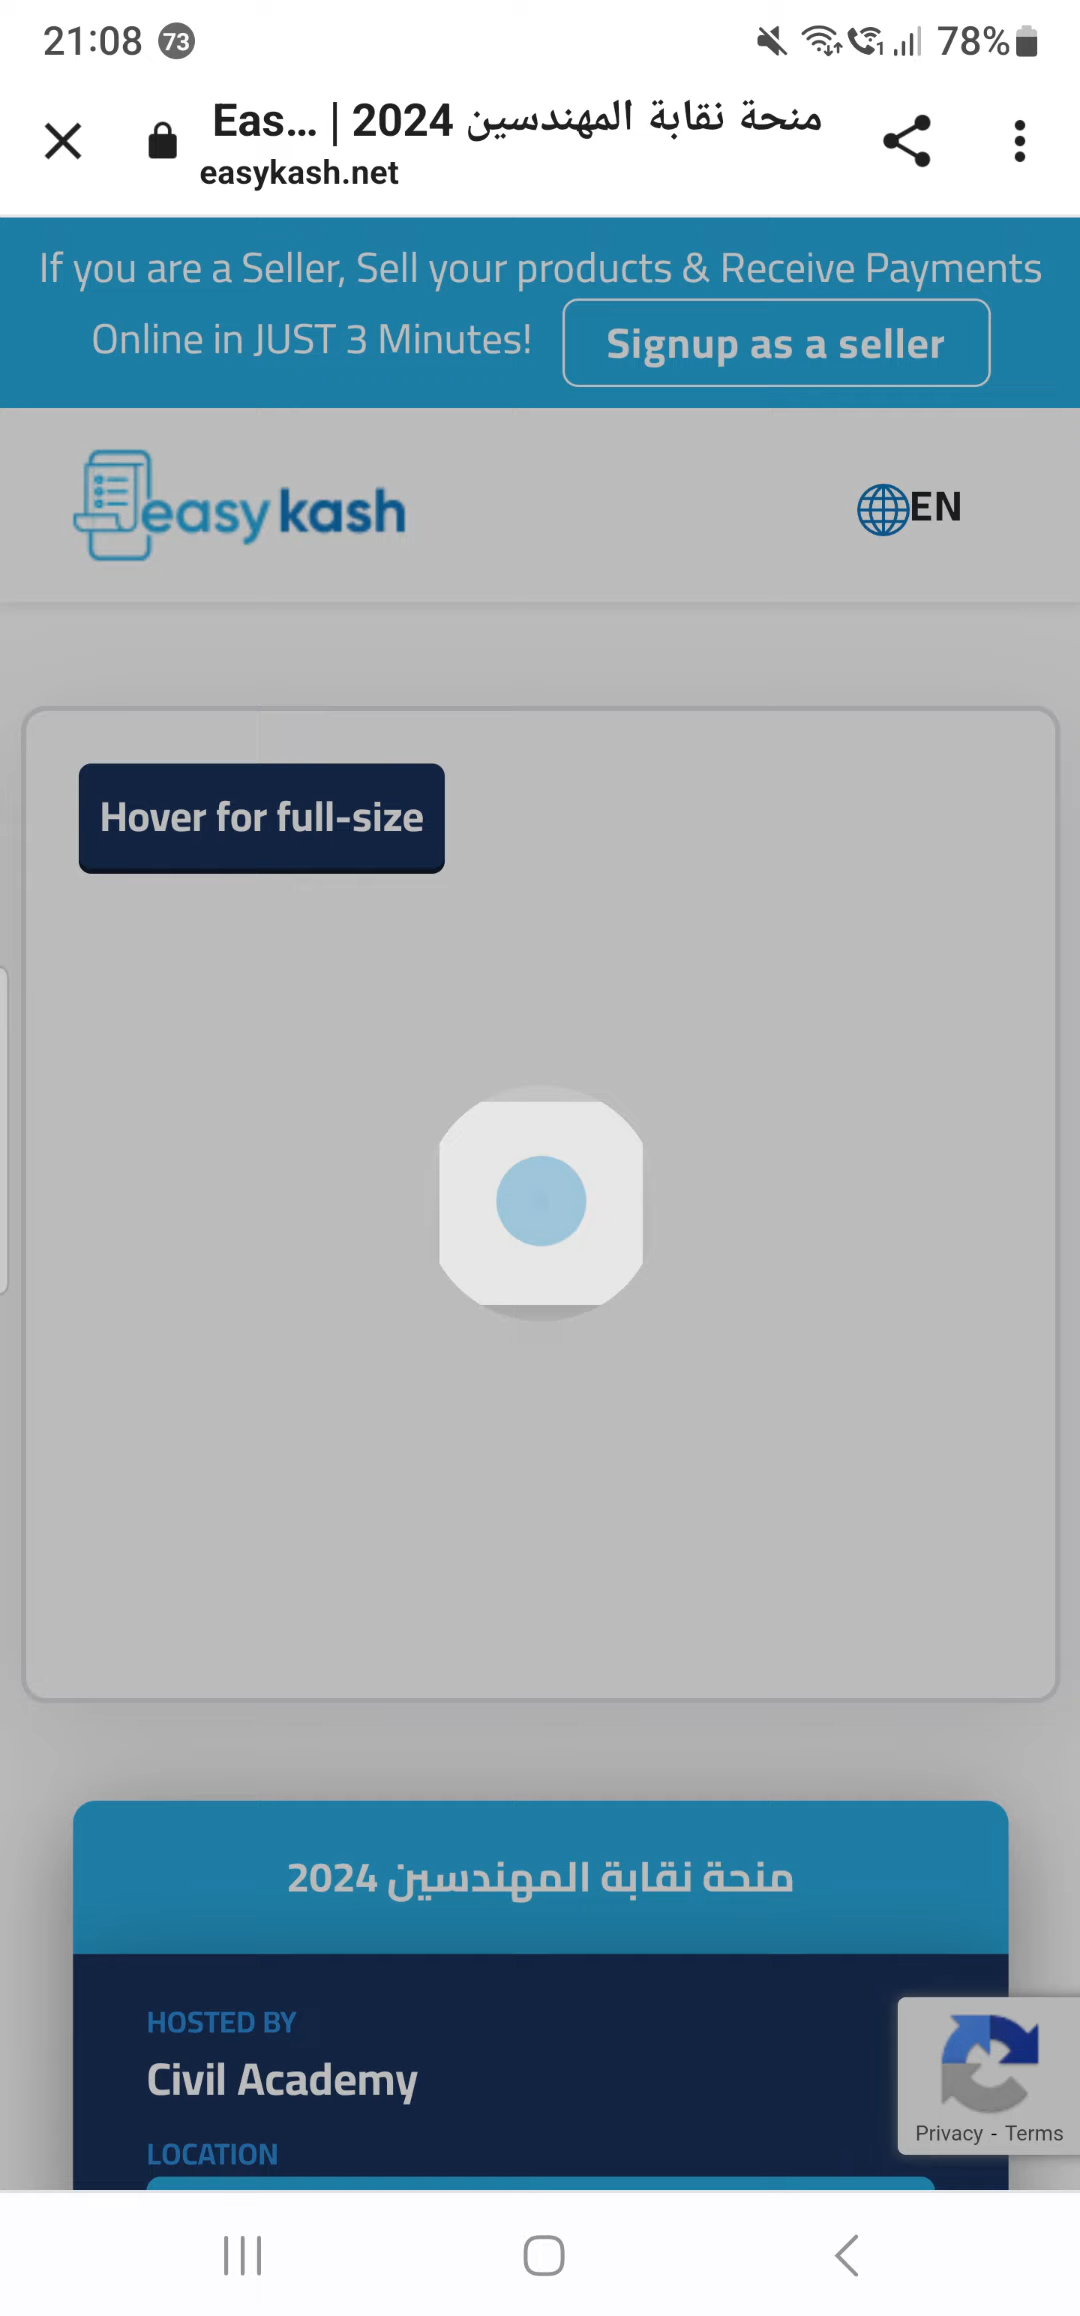 21:08 73 78%
Eas... | 2024 منحة نقابة المهندسين
easykash.net
If you are a Seller, Sell your products & Receive Payments
Online in JUST 3 Minutes! Signup as a seller
easykash EN
Hover for full-size
منحة نقابة المهندسين 2024
HOSTED BY
Civil Academy
LOCATION
Privacy - Terms